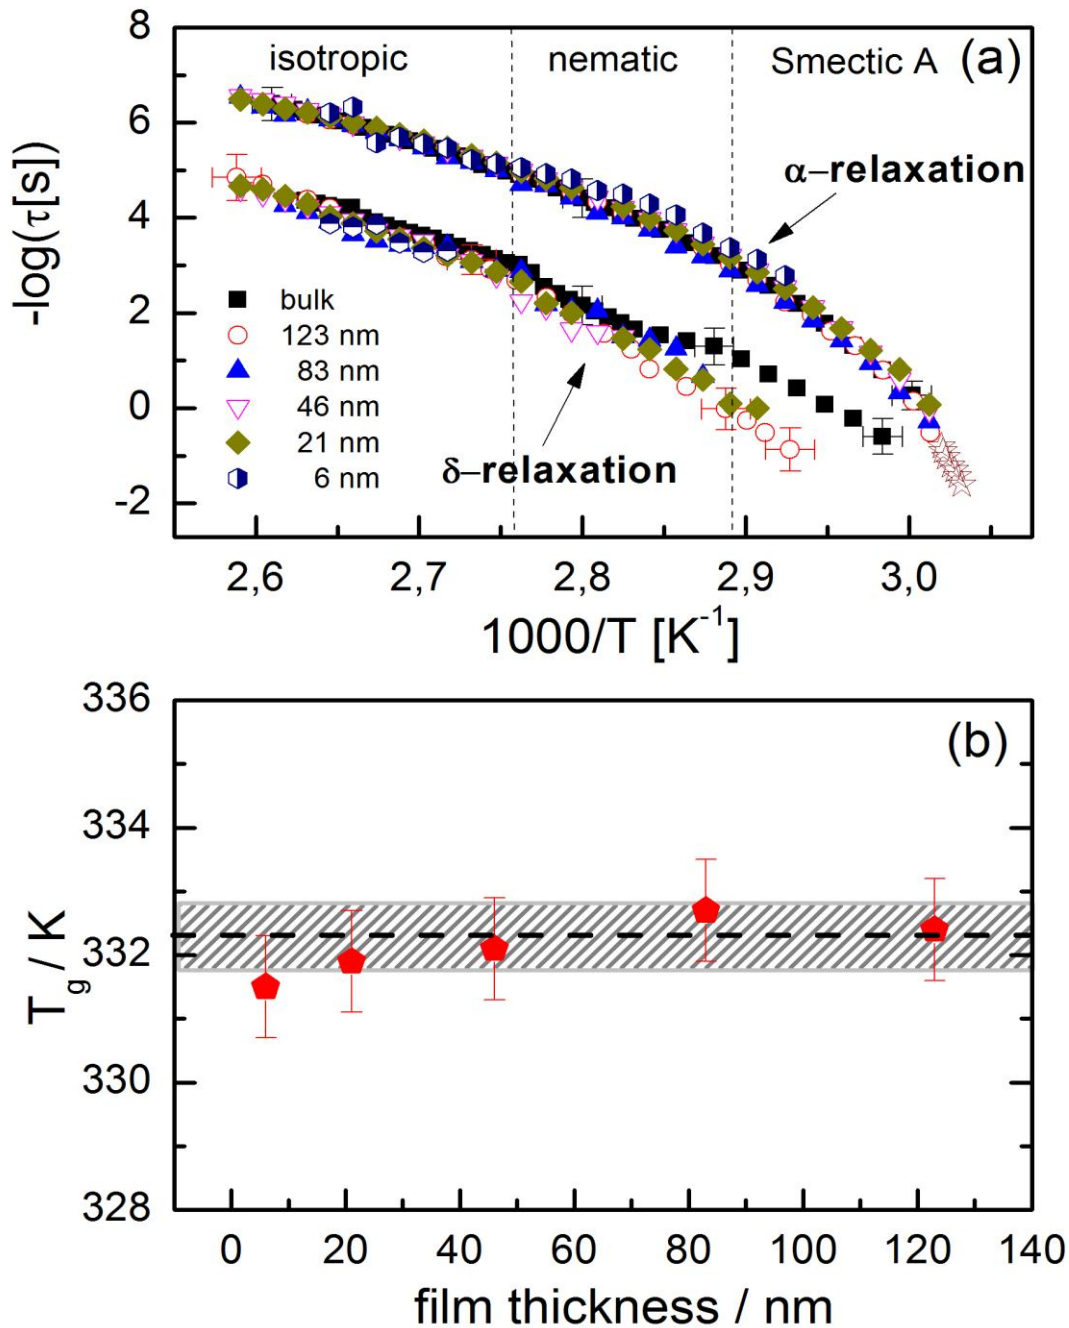 (a)
isotropic
nematic
Smectic A
α–relaxation
δ–relaxation
bulk
123 nm
83 nm
46 nm
21 nm
6 nm
-log(τ[s])
8
6
4
2
0
-2
2,6
2,7
2,8
2,9
3,0
1000/T [K⁻¹]
(b)
T_g / K
336
334
332
330
328
0
20
40
60
80
100
120
140
film thickness / nm